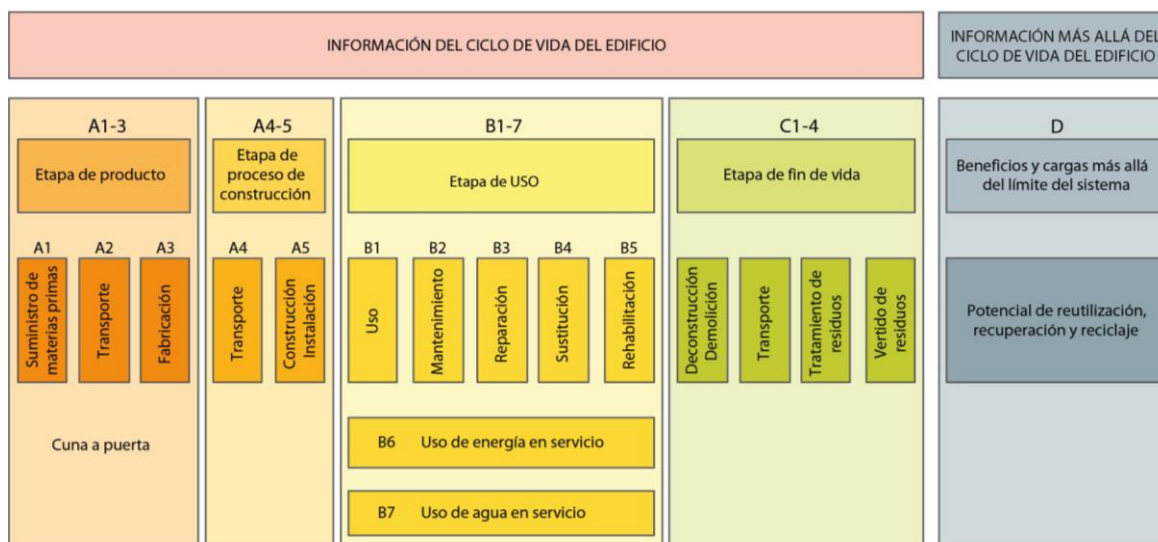 INFORMACIÓN DEL CICLO DE VIDA DEL EDIFICIO
INFORMACIÓN MÁS ALLÁ DEL
CICLO DE VIDA DEL EDIFICIO
A1-3
Etapa de producto
A1
Suministro de
materias primas
A2
Transporte
A3
Fabricación
Cuna a puerta
A4-5
Etapa de
proceso de
construcción
A4
Transporte
A5
Construcción
Instalación
B1-7
Etapa de USO
B1
Uso
B2
Mantenimiento
B3
Reparación
B4
Sustitución
B5
Rehabilitación
B6 Uso de energía en servicio
B7 Uso de agua en servicio
C1-4
Etapa de fin de vida
Deconstrucción
Demolición
Transporte
Tratamiento de
residuos
Vertido de
residuos
D
Beneficios y cargas más allá
del límite del sistema
Potencial de reutilización,
recuperación y reciclaje